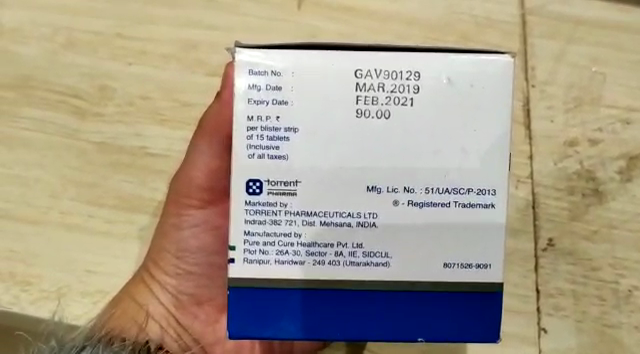 Batch No. : GAV90129
Mfg. Date : MAR.2019
Expiry Date : FEB.2021
M.R.P. ₹ 90.00
per blister strip
of 15 tablets
(Inclusive
of all taxes)
torrent
PHARMA
Mfg. Lic. No. : 51/UA/SC/P-2013
® - Registered Trademark
Marketed by :
TORRENT PHARMACEUTICALS LTD
Indrad-382 721, Dist. Mehsana, INDIA.
Manufactured by :
Pure and Cure Healthcare Pvt. Ltd.
Plot No.: 26A-30, Sector - 8A, IIE, SIDCUL,
Ranipur, Haridwar - 249 403 (Uttarakhand).
8071526-9091